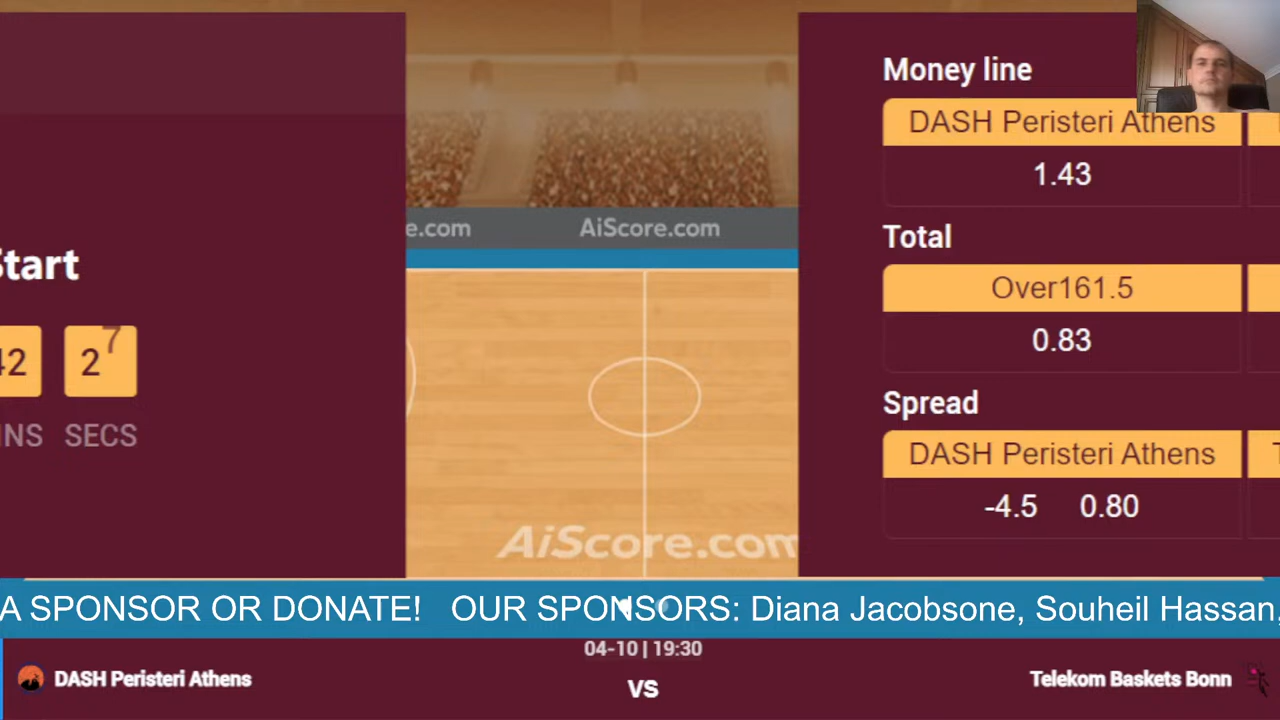 Start
42
27
INS SECS
e.com AiScore.com
AiScore.com
Money line
DASH Peristeri Athens
1.43
Total
Over161.5
0.83
Spread
DASH Peristeri Athens
-4.5 0.80
A SPONSOR OR DONATE! OUR SPONSORS: Diana Jacobsone, Souheil Hassan,
04-10 | 19:30
DASH Peristeri Athens
VS
Telekom Baskets Bonn